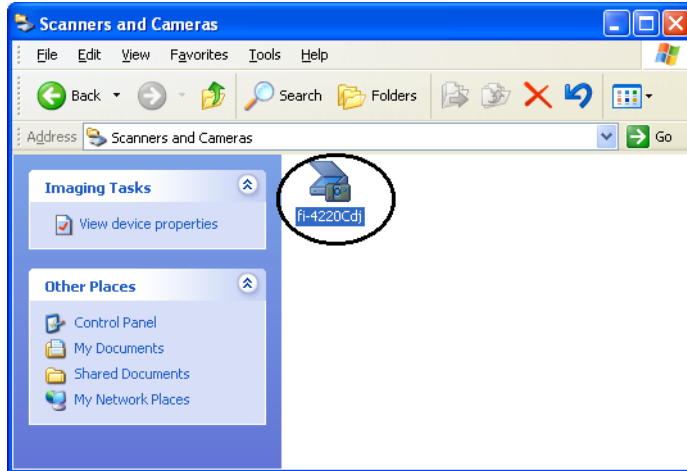 Scanners and Cameras
File Edit View Favorites Tools Help
Back Search Folders
Address Scanners and Cameras Go
Imaging Tasks
View device properties
Other Places
Control Panel
My Documents
Shared Documents
My Network Places
fi-4220Cdj